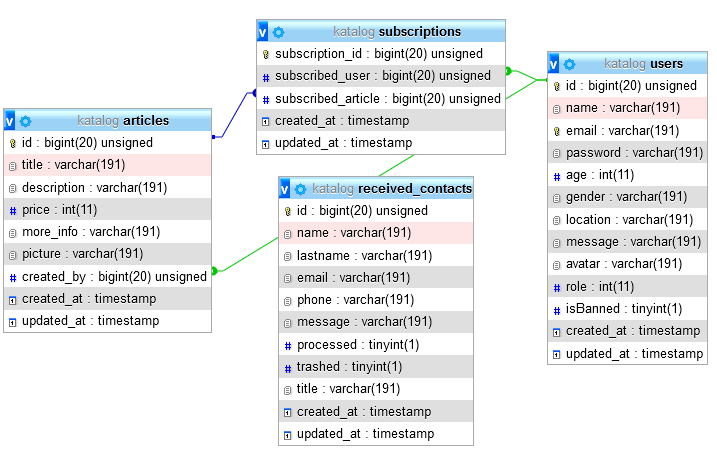 v katalog subscriptions
subscription_id : bigint(20) unsigned
subscribed_user : bigint(20) unsigned
subscribed_article : bigint(20) unsigned
created_at : timestamp
updated_at : timestamp
v katalog users
id : bigint(20) unsigned
name : varchar(191)
email : varchar(191)
password : varchar(191)
age : int(11)
gender : varchar(191)
location : varchar(191)
message : varchar(191)
avatar : varchar(191)
role : int(11)
isBanned : tinyint(1)
created_at : timestamp
updated_at : timestamp
v katalog articles
id : bigint(20) unsigned
title : varchar(191)
description : varchar(191)
price : int(11)
more_info : varchar(191)
picture : varchar(191)
created_by : bigint(20) unsigned
created_at : timestamp
updated_at : timestamp
v katalog received_contacts
id : bigint(20) unsigned
name : varchar(191)
lastname : varchar(191)
email : varchar(191)
phone : varchar(191)
message : varchar(191)
processed : tinyint(1)
trashed : tinyint(1)
title : varchar(191)
created_at : timestamp
updated_at : timestamp